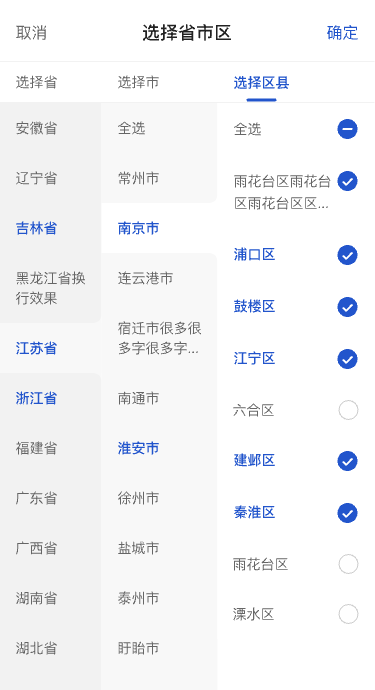 取消
选择省市区
确定
选择省
选择市
选择区县
安徽省
辽宁省
吉林省
黑龙江省换
行效果
江苏省
浙江省
福建省
广东省
广西省
湖南省
湖北省
全选
常州市
南京市
连云港市
宿迁市很多很
多字很多字...
南通市
淮安市
徐州市
盐城市
泰州市
盱眙市
全选
雨花台区雨花台
区雨花台区区...
浦口区
鼓楼区
江宁区
六合区
建邺区
秦淮区
雨花台区
溧水区